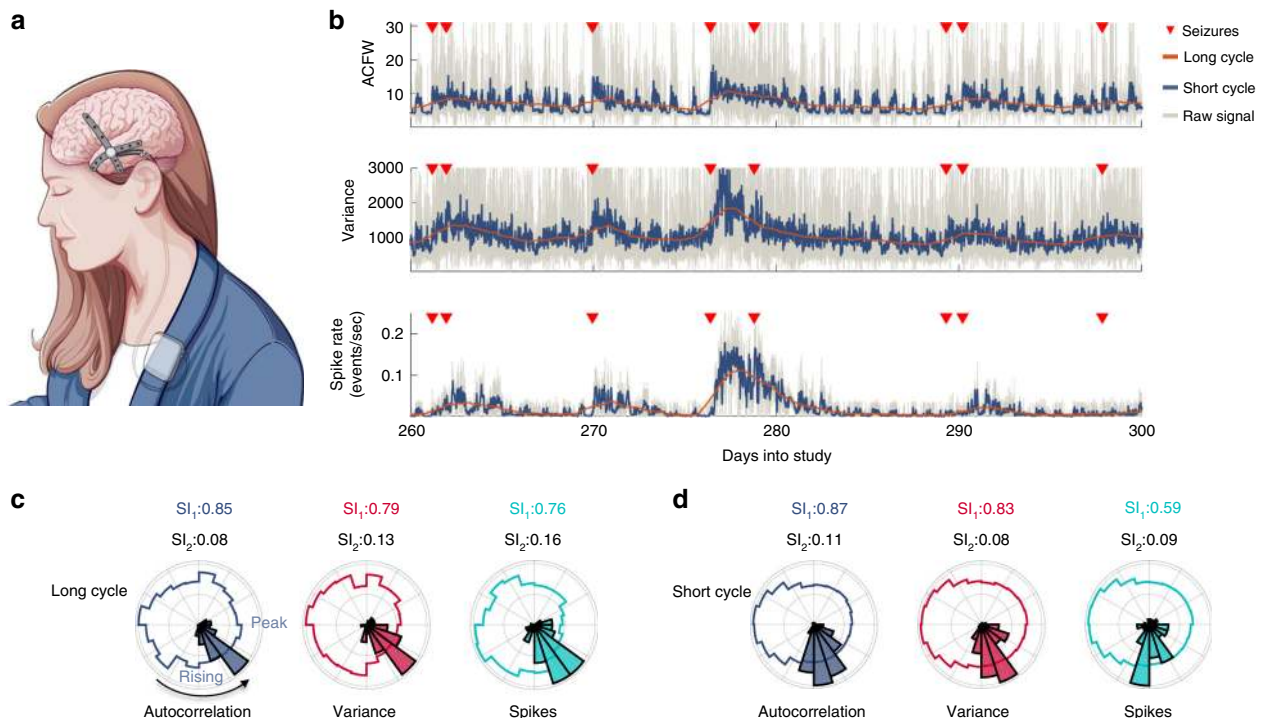 a
b
30
20
10
ACFW
Seizures
Long cycle
Short cycle
Raw signal
3000
2000
1000
Variance
0.2
0.1
Spike rate
(events/sec)
260
270
280
290
300
Days into study
c
SI1:0.85
SI1:0.79
SI1:0.76
SI2:0.08
SI2:0.13
SI2:0.16
Long cycle
Peak
Rising
Autocorrelation
Variance
Spikes
d
SI1:0.87
SI1:0.83
SI1:0.59
SI2:0.11
SI2:0.08
SI2:0.09
Short cycle
Autocorrelation
Variance
Spikes